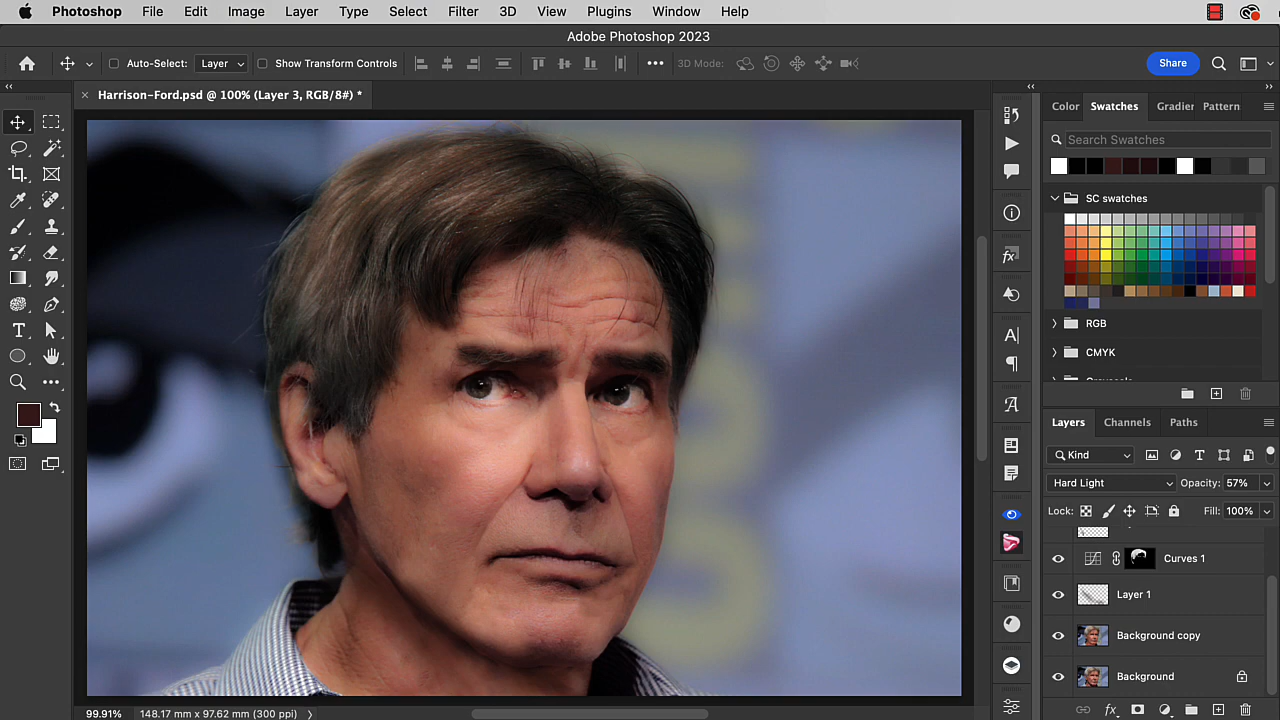 Photoshop File Edit Image Layer Type Select Filter 3D View Plugins Window Help
Adobe Photoshop 2023
Auto-Select: Layer Show Transform Controls 3D Mode: Share
Harrison-Ford.psd @ 100% (Layer 3, RGB/8#) *
Color Swatches Gradier Pattern
Search Swatches
SC swatches
RGB
CMYK
Layers Channels Paths
Kind
Hard Light Opacity: 57%
Lock: Fill: 100%
Curves 1
Layer 1
Background copy
Background
99.91% 148.17 mm x 97.62 mm (300 ppi)